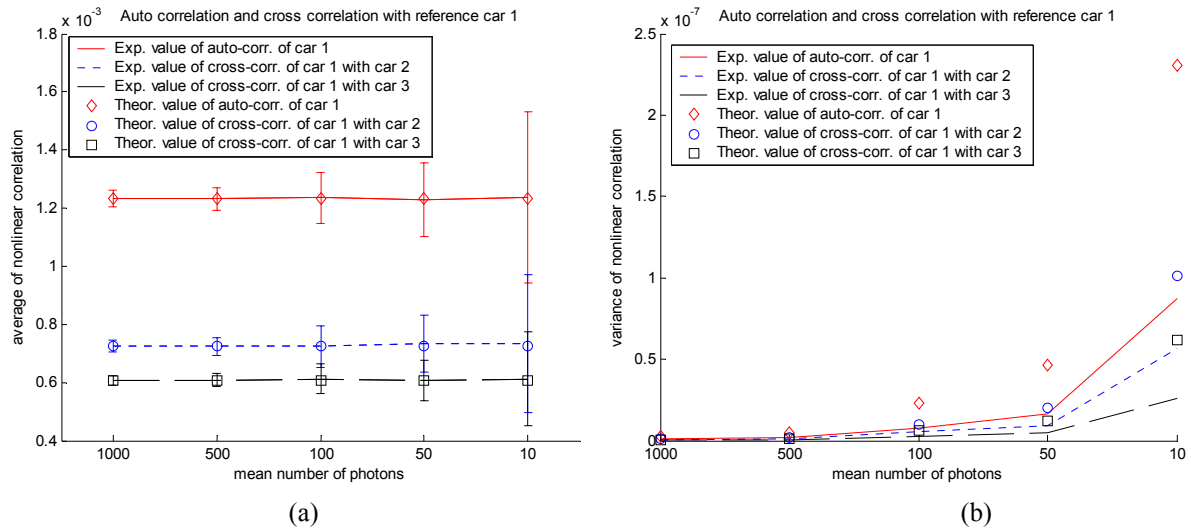 Auto correlation and cross correlation with reference car 1
x 10^-3
1.8
1.6
1.4
1.2
1
0.8
0.6
0.4
average of nonlinear correlation
Exp. value of auto-corr. of car 1
Exp. value of cross-corr. of car 1 with car 2
Exp. value of cross-corr. of car 1 with car 3
Theor. value of auto-corr. of car 1
Theor. value of cross-corr. of car 1 with car 2
Theor. value of cross-corr. of car 1 with car 3
1000 500 100 50 10
mean number of photons
(a)
Auto correlation and cross correlation with reference car 1
x 10^-7
2.5
2
1.5
1
0.5
0
variance of nonlinear correlation
Exp. value of auto-corr. of car 1
Exp. value of cross-corr. of car 1 with car 2
Exp. value of cross-corr. of car 1 with car 3
Theor. value of auto-corr. of car 1
Theor. value of cross-corr. of car 1 with car 2
Theor. value of cross-corr. of car 1 with car 3
1000 500 100 50 10
mean number of photons
(b)